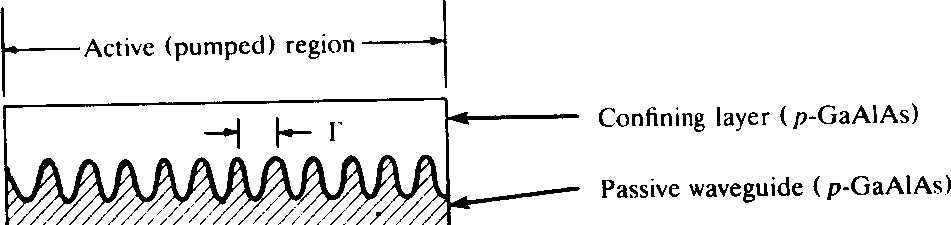 Active (pumped) region
Γ
Confining layer (p-GaAlAs)
Passive waveguide (p-GaAlAs)